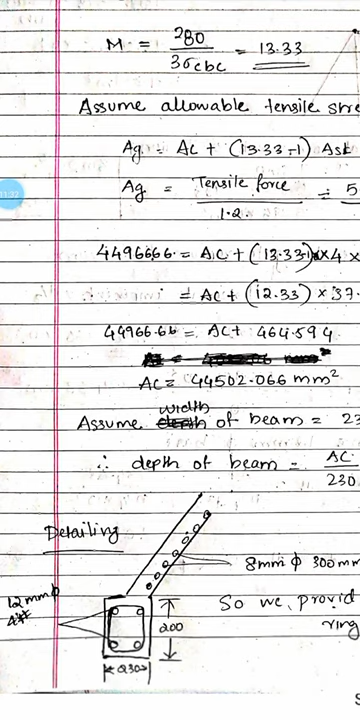 M = 280 / 3σcbc = 13.33
Assume allowable tensile stre
Ag = AC + (13.33-1) Ast
Ag = Tensile force / 1.2 = 5
4496666 = AC + (13.33-1) × 4 ×
= AC + (12.33) × 37.
44966.66 = AC + 464.594
AC = 44502.066 mm²
Assume width of beam = 23
∴ depth of beam = AC / 230
Detailing
8mm ϕ 300mm
12mm ϕ
4#
So we, provid
ring
200
230
S